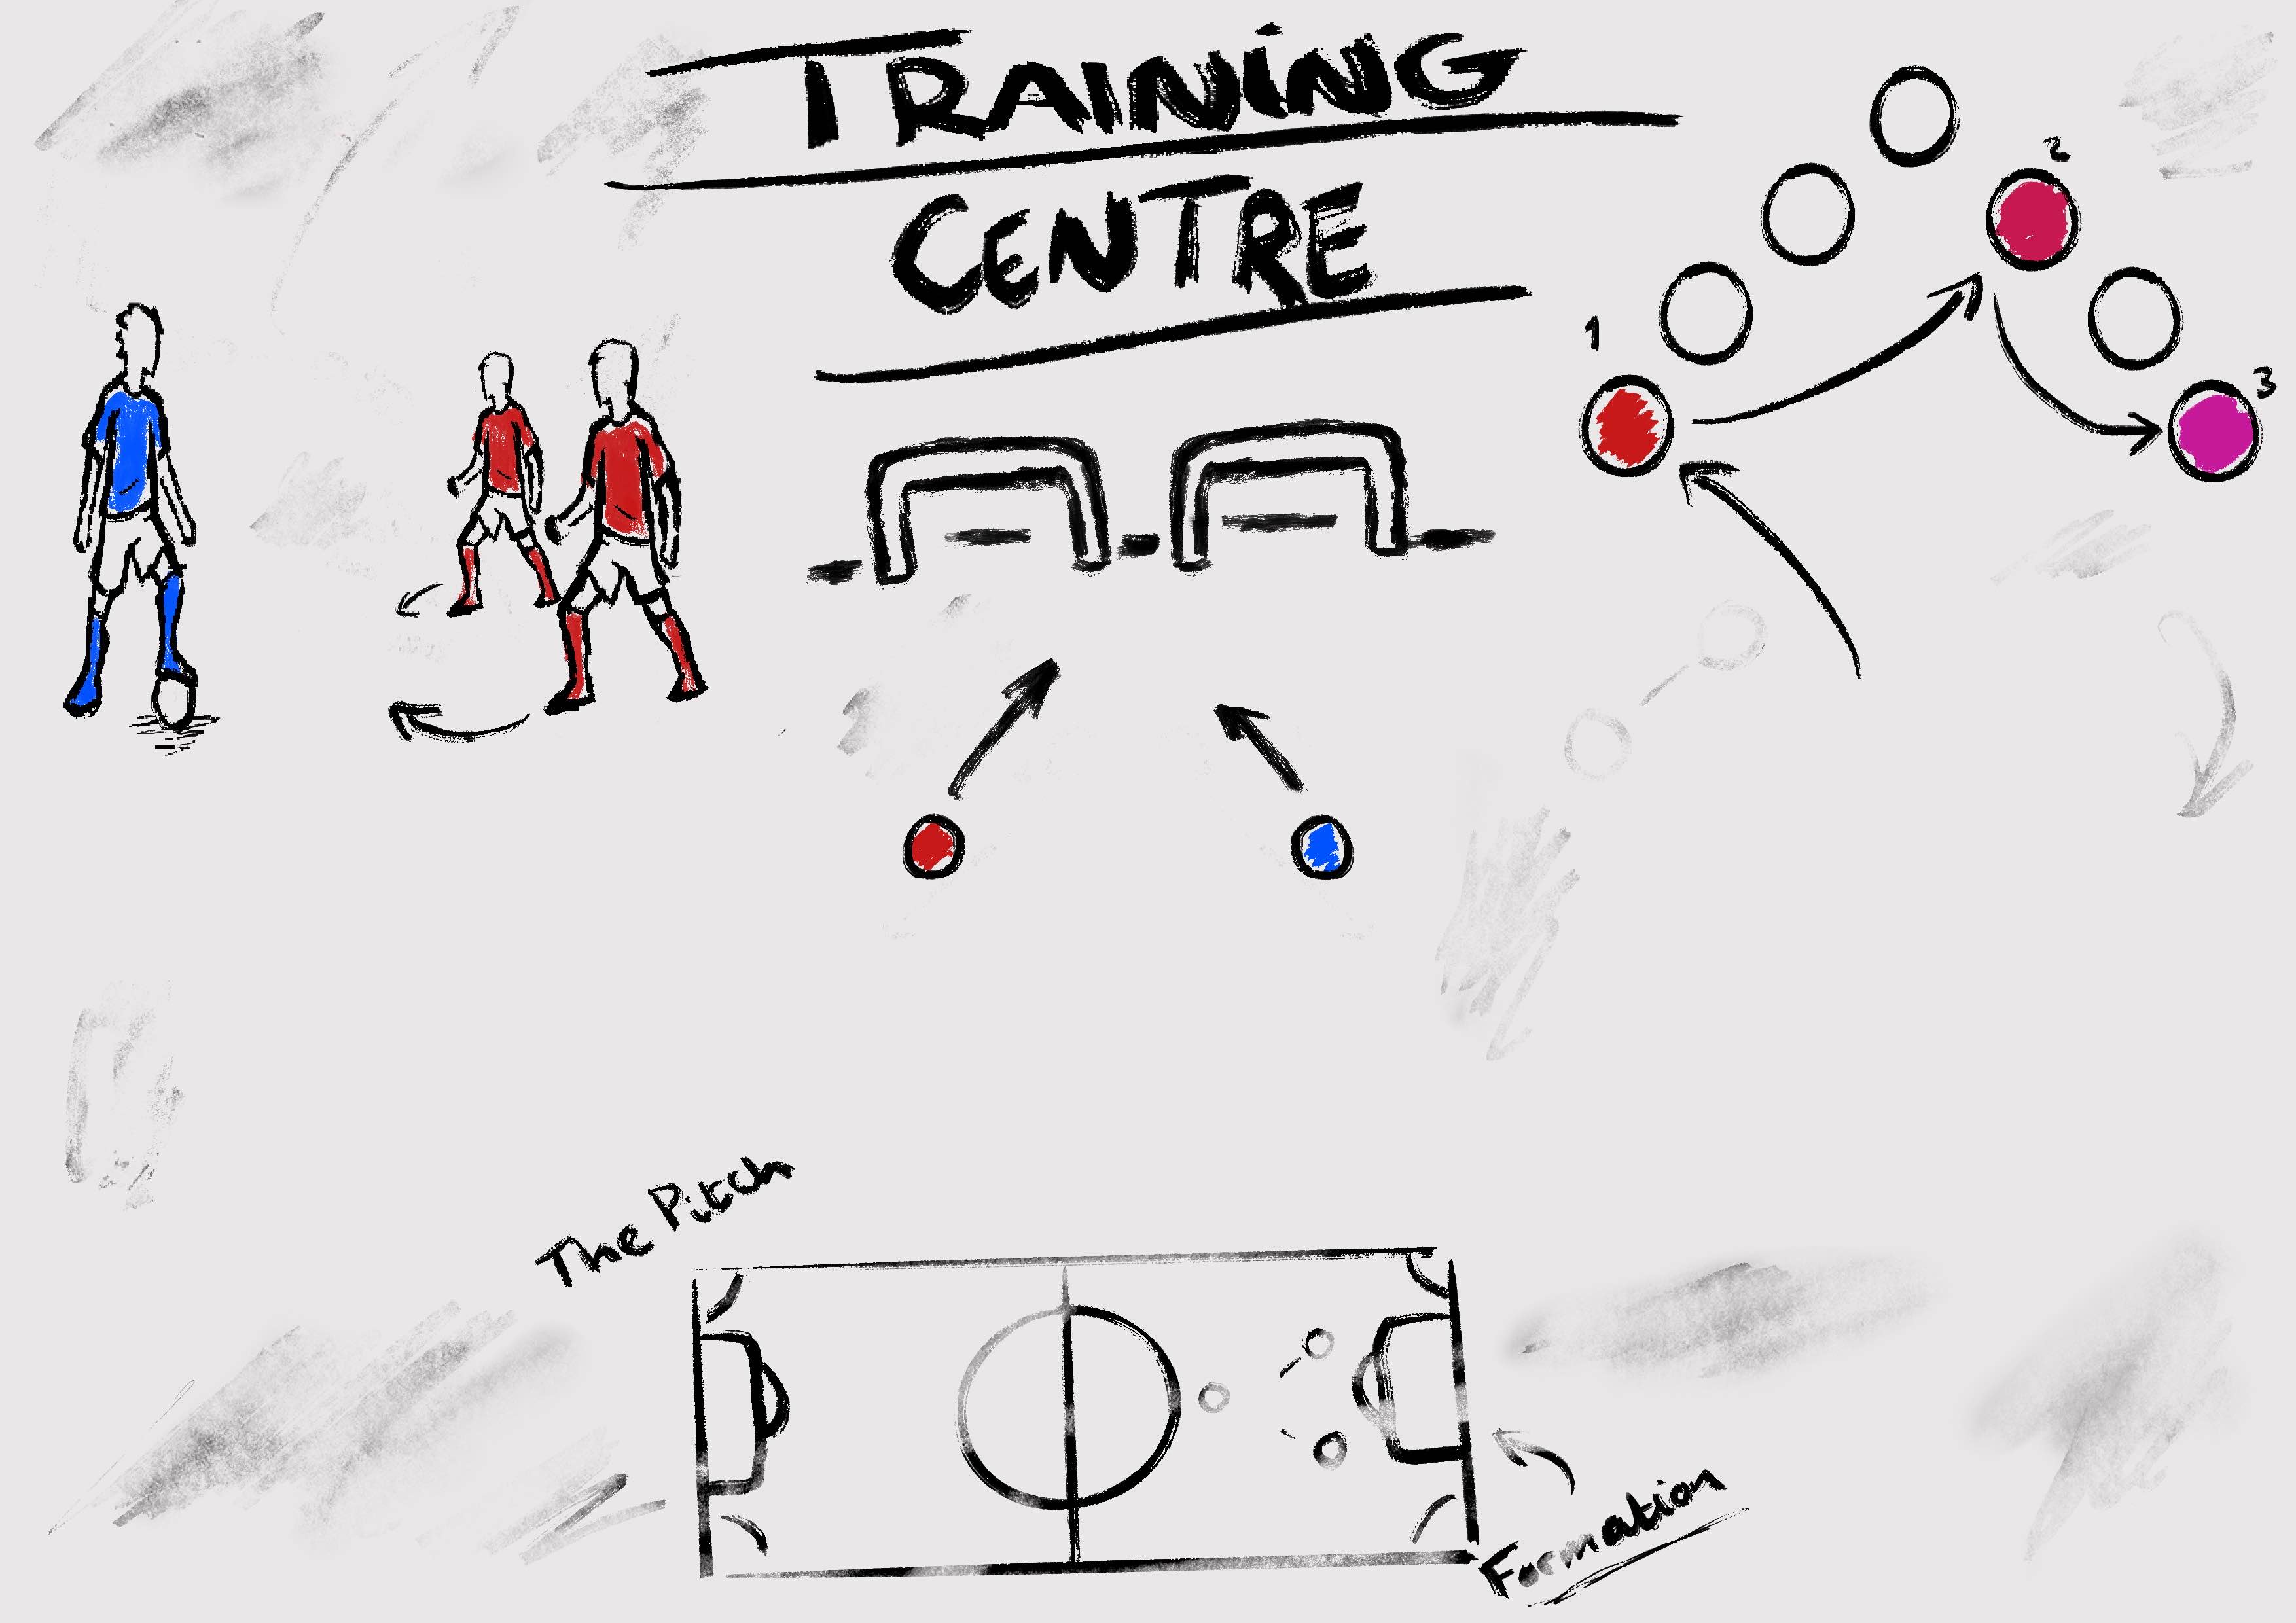 TRAINING
CENTRE
2
1
3
The Pitch
Formation